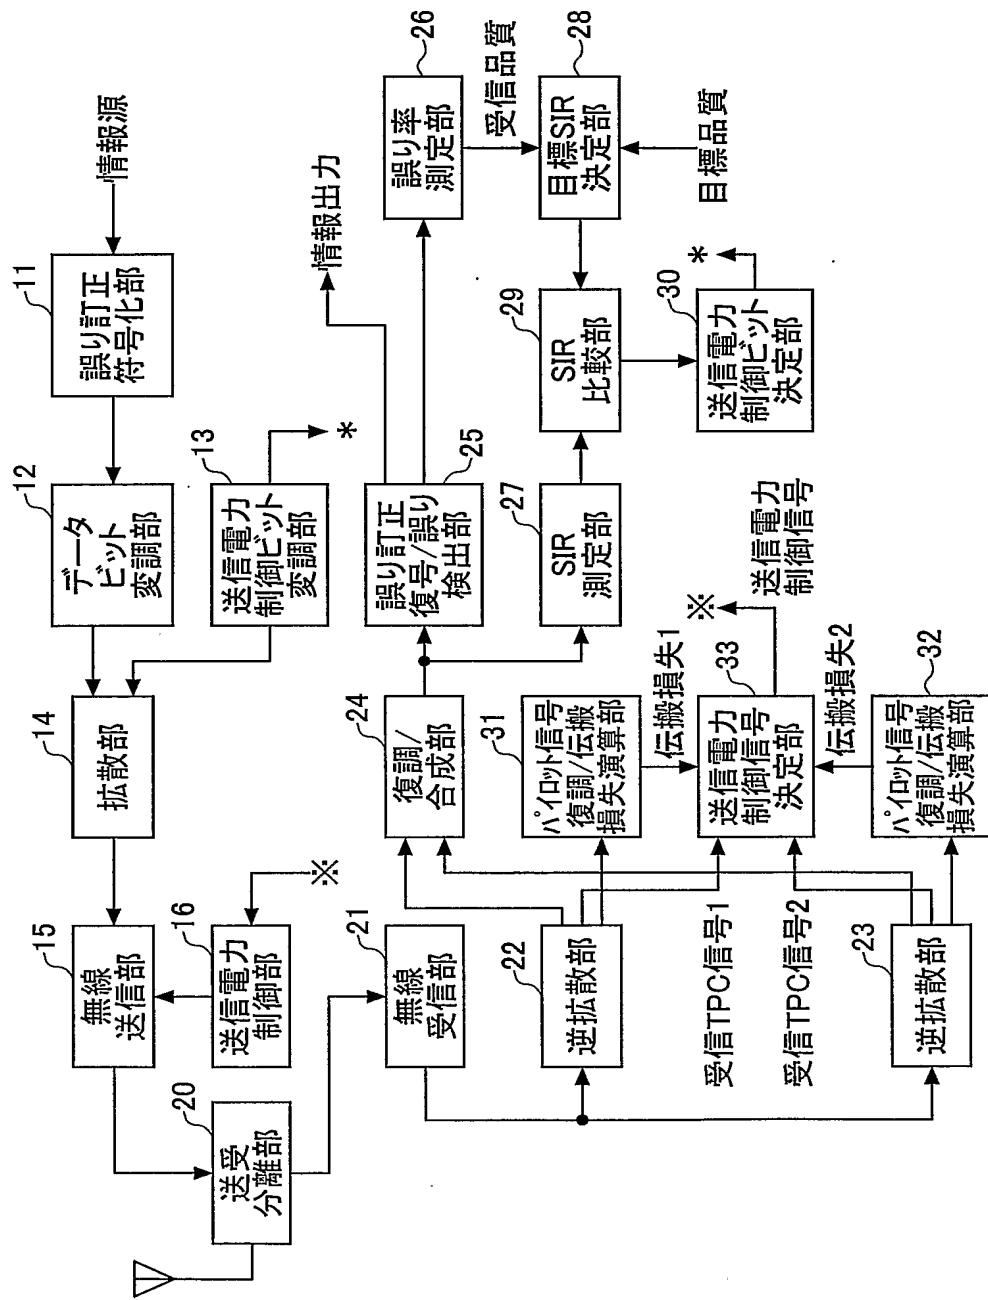 11
誤り訂正
符号化部
情報源
12
データ
ビット
変調部
13
送信電力
制御ビット
変調部
*
14
拡散部
15
無線
送信部
16
送信電力
制御部
※
20
送受
分離部
21
無線
受信部
22
逆拡散部
23
逆拡散部
受信TPC信号1
受信TPC信号2
24
復調/
合成部
25
誤り訂正
復号/誤り
検出部
情報出力
26
誤り率
測定部
受信品質
27
SIR
測定部
28
目標SIR
決定部
目標品質
29
SIR
比較部
30
送信電力
制御ビット
決定部
*
31
パイロット信号
復調/伝搬
損失演算部
伝搬損失1
32
パイロット信号
復調/伝搬
損失演算部
伝搬損失2
33
送信電力
制御信号
決定部
※
送信電力
制御信号